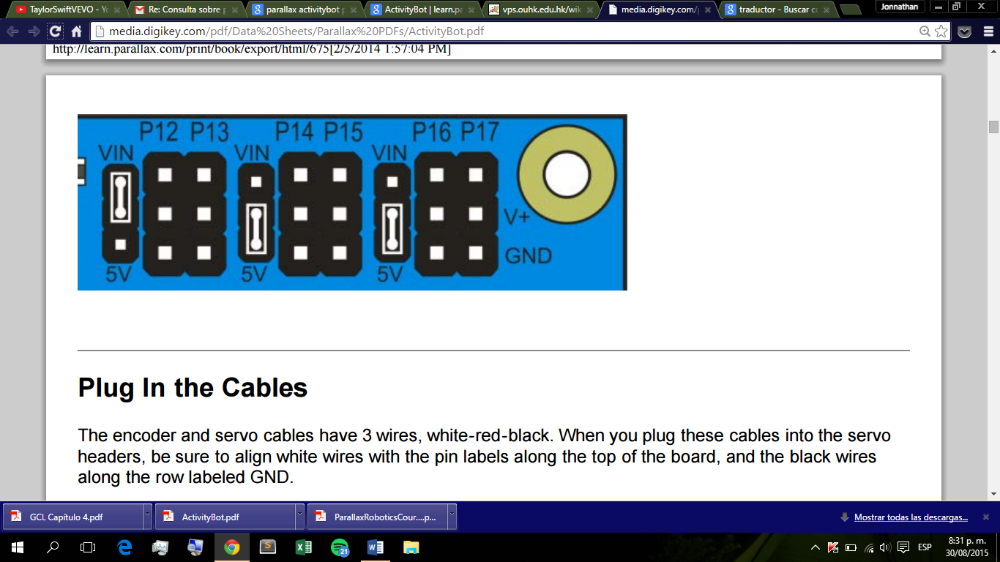 TaylorSwiftVEVO - Yo
Re: Consulta sobre p
parallax activitybot p
ActivityBot | learn.pa
vps.ouhk.edu.hk/wik
media.digikey.com/p
traductor - Buscar co
Jonnathan
media.digikey.com/pdf/Data%20Sheets/Parallax%20PDFs/ActivityBot.pdf
http://learn.parallax.com/print/book/export/html/675[2/5/2014 1:57:04 PM]
P12 P13 P14 P15 P16 P17
VIN VIN VIN
V+
GND
5V 5V 5V
Plug In the Cables
The encoder and servo cables have 3 wires, white-red-black. When you plug these cables into the servo
headers, be sure to align white wires with the pin labels along the top of the board, and the black wires
along the row labeled GND.
GCL Capítulo 4.pdf
ActivityBot.pdf
ParallaxRoboticsCour....p...
Mostrar todas las descargas...
21
ESP
8:31 p. m.
30/08/2015